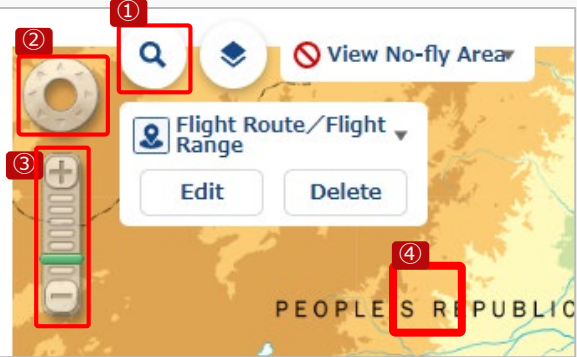 ①
②
View No-fly Area
③
Flight Route／Flight
Range
Edit
Delete
④
PEOPLE'S REPUBLIC